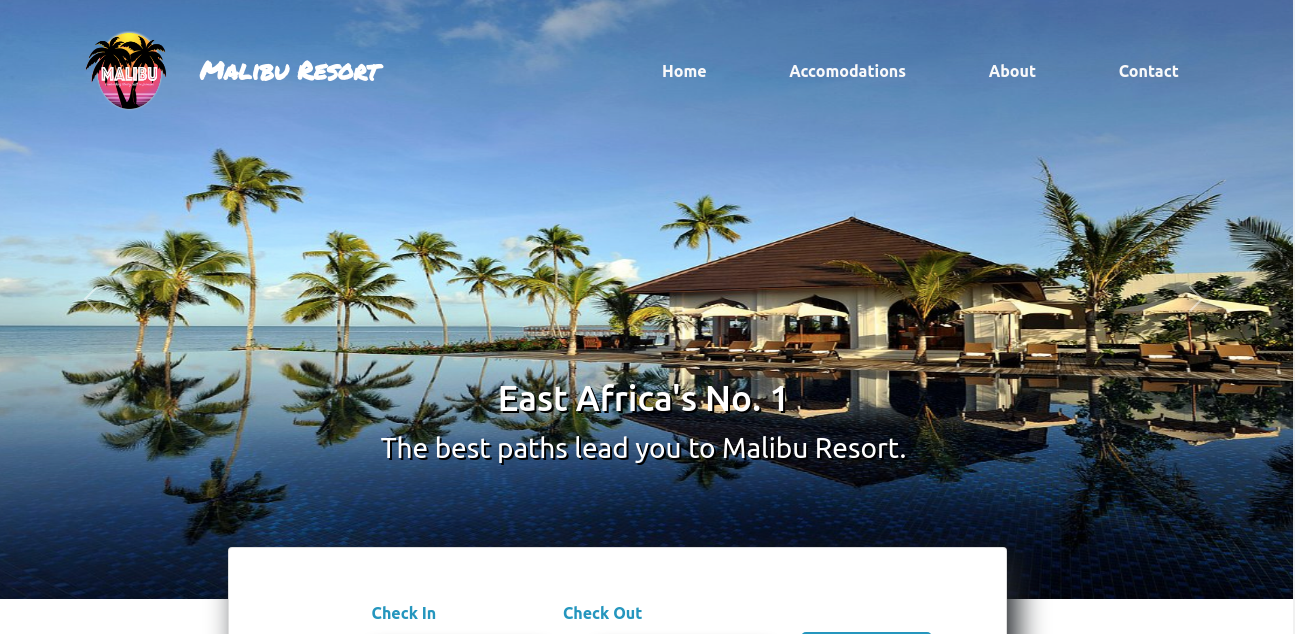 MALIBU
Malibu Resort
Home
Accomodations
About
Contact
East Africa's No. 1
The best paths lead you to Malibu Resort.
Check In
Check Out